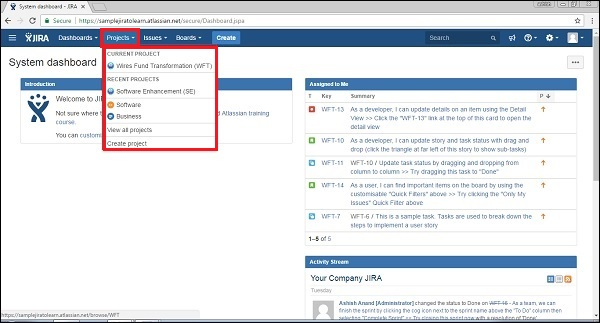 System dashboard - JIRA
Secure | https://samplejiratolearn.atlassian.net/secure/Dashboard.jspa
JIRA Dashboards Projects Issues Boards Create Search
System dashboard
CURRENT PROJECT
Wires Fund Transformation (WFT)
RECENT PROJECTS
Software Enhancement (SE)
Software
Business
View all projects
Create project
Introduction
Welcome to JI
Not sure where
d Atlassian training
course.
You can custom
Assigned to Me
T Key Summary P
WFT-13 As a developer, I can update details on an item using the Detail
View >> Click the "WFT-13" link at the top of this card to open the
detail view
WFT-10 As a developer, I can update story and task status with drag and
drop (click the triangle at far left of this story to show sub-tasks)
WFT-11 WFT-10 / Update task status by dragging and dropping from
column to column >> Try dragging this task to "Done"
WFT-14 As a user, I can find important items on the board by using the
customisable "Quick Filters" above >> Try clicking the "Only My
Issues" Quick Filter above
WFT-7 WFT-6 / This is a sample task. Tasks are used to break down the
steps to implement a user story
1–5 of 5
Activity Stream
Your Company JIRA
Tuesday
Ashish Anand [Administrator] changed the status to Done on WFT-16 - As a team, we can
finish the sprint by clicking the cog icon next to the sprint name above the "To Do" column then
selecting "Complete Sprint" >> Try closing this sprint now with a resolution of 'Done'
https://samplejiratolearn.atlassian.net/browse/WFT